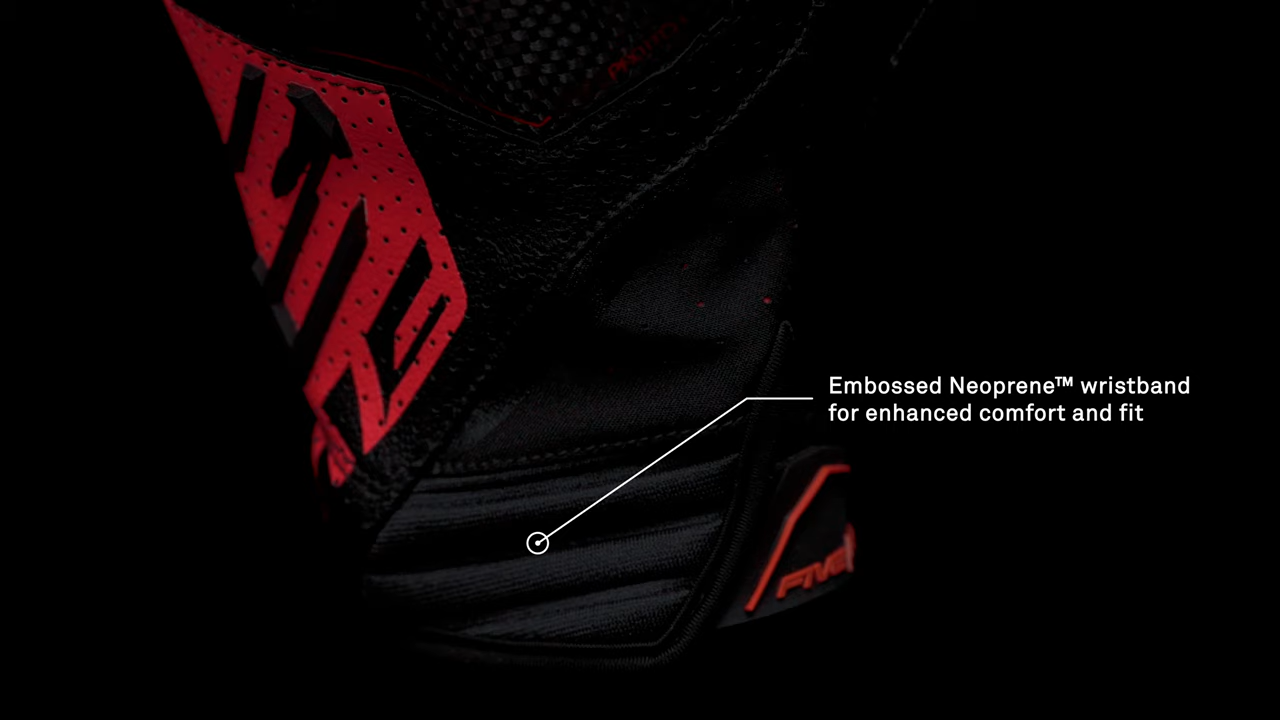 Embossed Neoprene™ wristband
for enhanced comfort and fit
FIVE